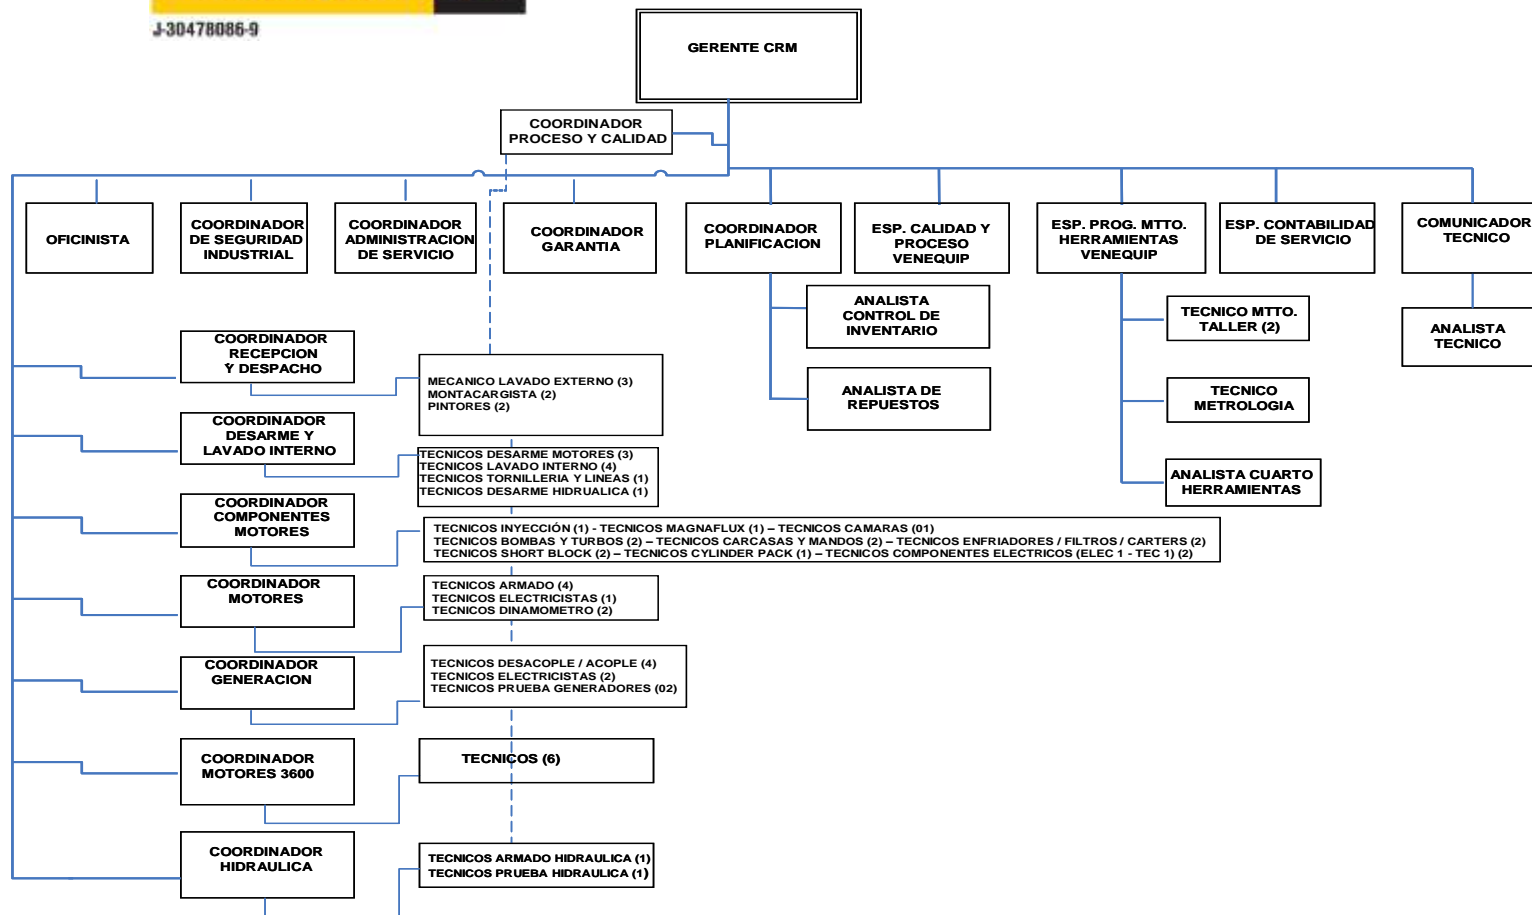 J-30478086-9
GERENTE CRM
COORDINADOR
PROCESO Y CALIDAD
OFICINISTA
COORDINADOR
DE SEGURIDAD
INDUSTRIAL
COORDINADOR
ADMINISTRACION
DE SERVICIO
COORDINADOR
GARANTIA
COORDINADOR
PLANIFICACION
ESP. CALIDAD Y
PROCESO
VENEQUIP
ESP. PROG. MTTO.
HERRAMIENTAS
VENEQUIP
ESP. CONTABILIDAD
DE SERVICIO
COMUNICADOR
TECNICO
ANALISTA
CONTROL DE
INVENTARIO
TECNICO MTTO.
TALLER (2)
ANALISTA
TECNICO
ANALISTA DE
REPUESTOS
TECNICO
METROLOGIA
ANALISTA CUARTO
HERRAMIENTAS
COORDINADOR
RECEPCION
Y DESPACHO
MECANICO LAVADO EXTERNO (3)
MONTACARGISTA (2)
PINTORES (2)
COORDINADOR
DESARME Y
LAVADO INTERNO
TECNICOS DESARME MOTORES (3)
TECNICOS LAVADO INTERNO (4)
TECNICOS TORNILLERIA Y LINEAS (1)
TECNICOS DESARME HIDRUALICA (1)
COORDINADOR
COMPONENTES
MOTORES
TECNICOS INYECCIÓN (1) - TECNICOS MAGNAFLUX (1) – TECNICOS CAMARAS (01)
TECNICOS BOMBAS Y TURBOS (2) – TECNICOS CARCASAS Y MANDOS (2) – TECNICOS ENFRIADORES / FILTROS / CARTERS (2)
TECNICOS SHORT BLOCK (2) – TECNICOS CYLINDER PACK (1) – TECNICOS COMPONENTES ELECTRICOS (ELEC 1 - TEC 1) (2)
COORDINADOR
MOTORES
TECNICOS ARMADO (4)
TECNICOS ELECTRICISTAS (1)
TECNICOS DINAMOMETRO (2)
COORDINADOR
GENERACION
TECNICOS DESACOPLE / ACOPLE (4)
TECNICOS ELECTRICISTAS (2)
TECNICOS PRUEBA GENERADORES (02)
COORDINADOR
MOTORES 3600
TECNICOS (6)
COORDINADOR
HIDRAULICA
TECNICOS ARMADO HIDRAULICA (1)
TECNICOS PRUEBA HIDRAULICA (1)